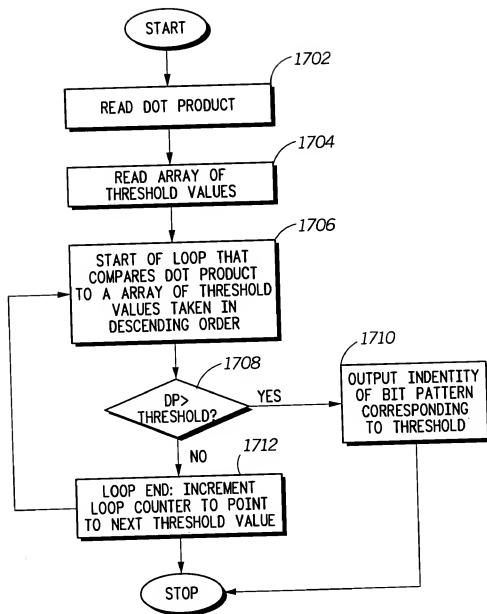 START
1702
READ DOT PRODUCT
1704
READ ARRAY OF
THRESHOLD VALUES
1706
START OF LOOP THAT
COMPARES DOT PRODUCT
TO A ARRAY OF THRESHOLD
VALUES TAKEN IN
DESCENDING ORDER
1708
DP>
THRESHOLD?
YES
1710
OUTPUT INDENTITY
OF BIT PATTERN
CORRESPONDING
TO THRESHOLD
NO
1712
LOOP END: INCREMENT
LOOP COUNTER TO POINT
TO NEXT THRESHOLD VALUE
STOP